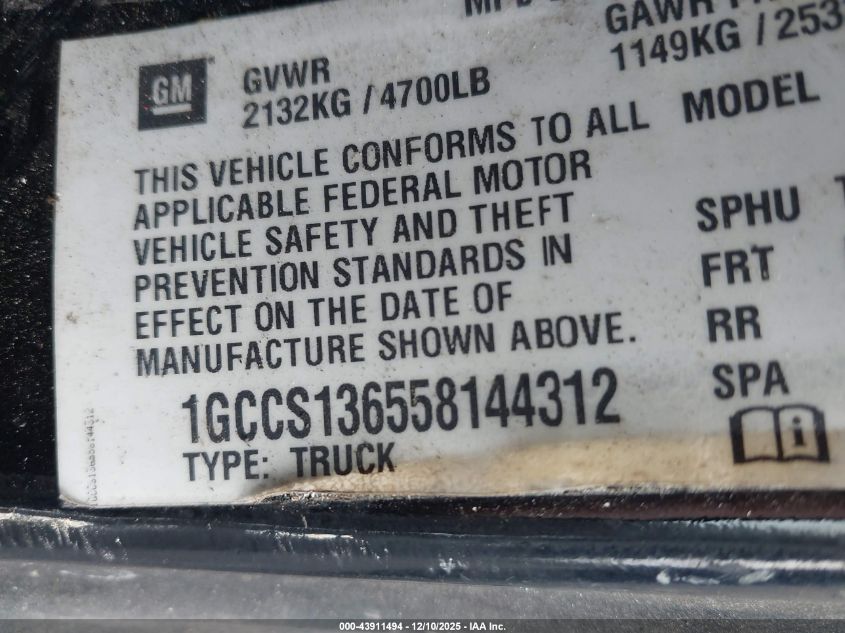 GAWR
GM
GVWR
2132KG / 4700LB
1149KG / 253
THIS VEHICLE CONFORMS TO ALL
APPLICABLE FEDERAL MOTOR
VEHICLE SAFETY AND THEFT
PREVENTION STANDARDS IN
EFFECT ON THE DATE OF
MANUFACTURE SHOWN ABOVE.
1GCCS136558144312
TYPE: TRUCK
MODEL
SPHU
FRT
RR
SPA
i
1GCCS136558144312
000-43911494 - 12/10/2025 - IAA Inc.